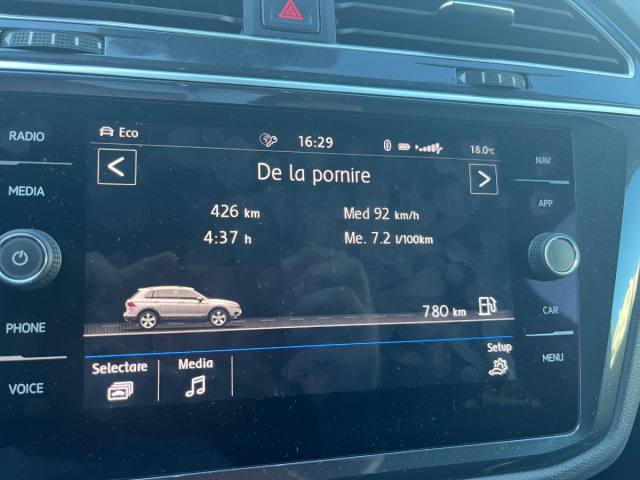 RADIO
MEDIA
PHONE
VOICE
Eco
16:29
18.0°C
De la pornire
426 km
Med 92 km/h
4:37 h
Me. 7.2 l/100km
780 km
Selectare
Media
Setup
NAV
APP
CAR
MENU